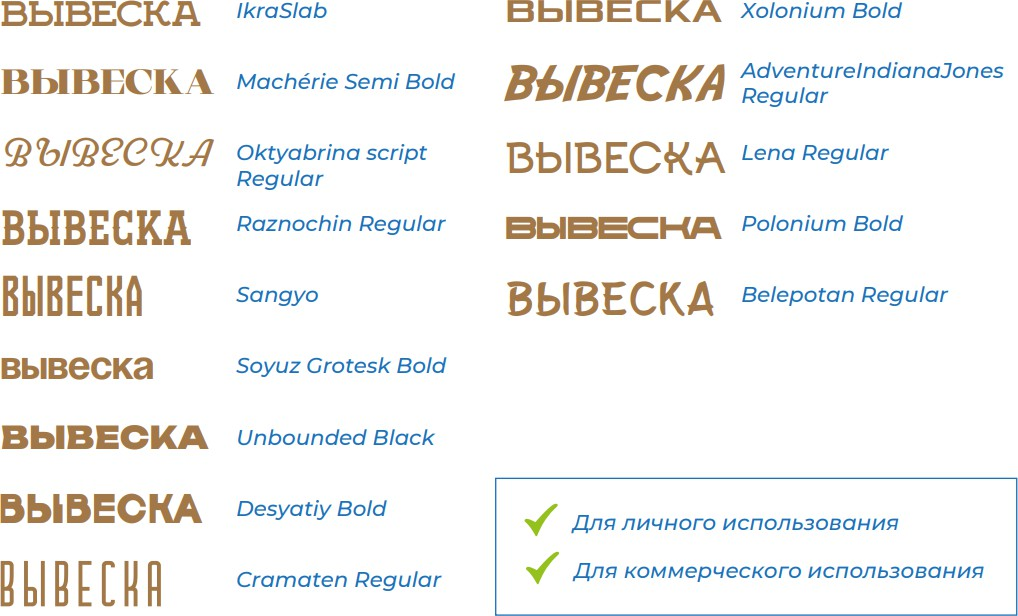 ВЫВЕСКА IkraSlab
ВЫВЕСКА Machérie Semi Bold
ВЫВЕСКА Oktyabrina script
Regular
ВЫВЕСКА Raznochin Regular
ВЫВЕСКА Sangyo
вывеска Soyuz Grotesk Bold
ВЫВЕСКА Unbounded Black
ВЫВЕСКА Desyatiy Bold
ВЫВЕСКА Cramaten Regular
ВЫВЕСКА Xolonium Bold
ВЫВЕСКА AdventureIndianaJones
Regular
ВЫВЕСКА Lena Regular
ВЫВЕСКА Polonium Bold
ВЫВЕСКА Belepotan Regular
Для личного использования
Для коммерческого использования